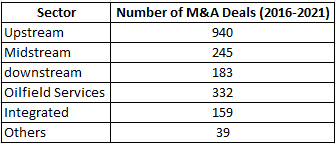 Sector Number of M&A Deals (2016-2021)
Upstream 940
Midstream 245
downstream 183
Oilfield Services 332
Integrated 159
Others 39